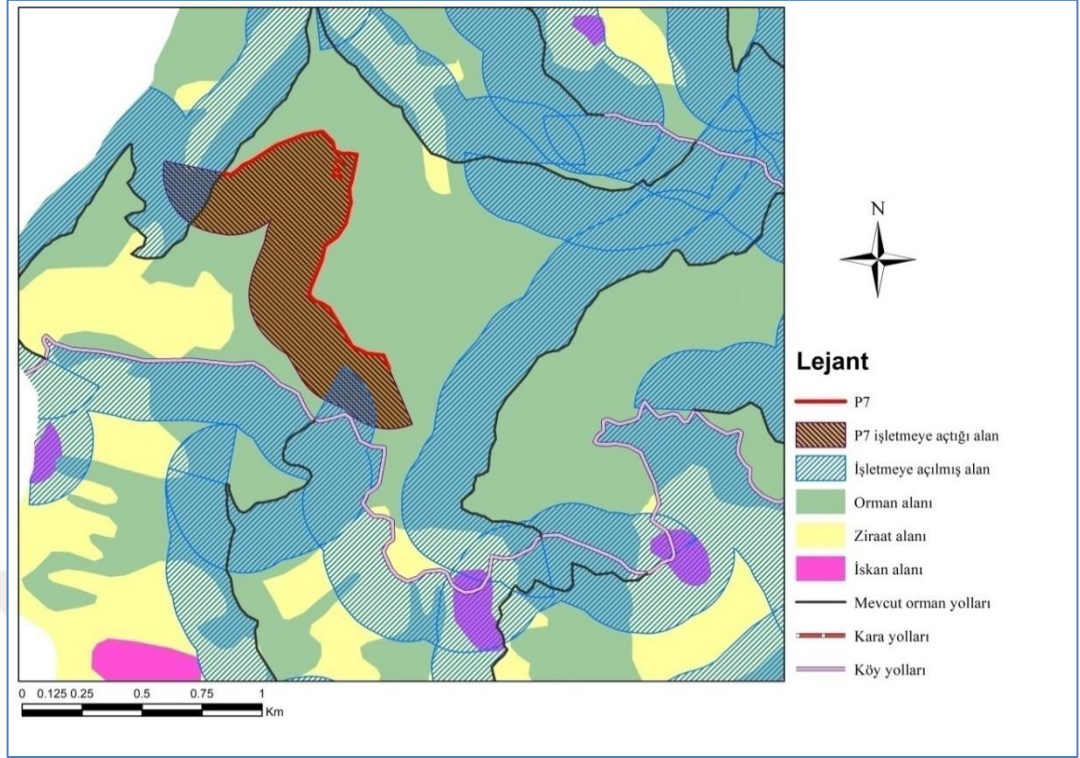 P7
N
Lejant
P7
P7 işletmeye açtığı alan
İşletmeye açılmış alan
Orman alanı
Ziraat alanı
İskan alanı
Mevcut orman yolları
Kara yolları
Köy yolları
0 0.125 0.25 0.5 0.75 1
Km